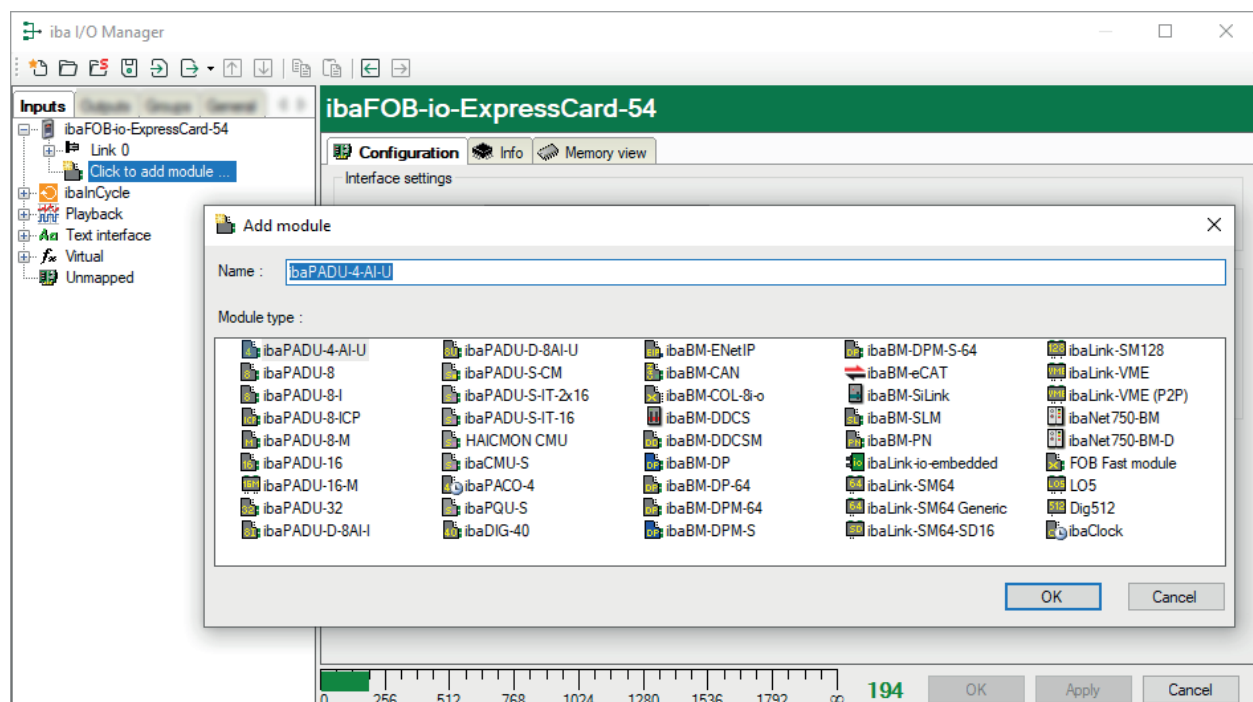 iba I/O Manager
Inputs
ibaFOB-io-ExpressCard-54
Link 0
Click to add module ...
ibaInCycle
Playback
Text interface
Virtual
Unmapped
ibaFOB-io-ExpressCard-54
Configuration Info Memory view
Interface settings
Add module
Name : ibaPADU-4-AI-U
Module type :
ibaPADU-4-AI-U ibaPADU-D-8AI-U ibaBM-ENetIP ibaBM-DPM-S-64 ibaLink-SM128
ibaPADU-8 ibaPADU-S-CM ibaBM-CAN ibaBM-eCAT ibaLink-VME
ibaPADU-8-I ibaPADU-S-IT-2x16 ibaBM-COL-8i-o ibaBM-SiLink ibaLink-VME (P2P)
ibaPADU-8-ICP ibaPADU-S-IT-16 ibaBM-DDCS ibaBM-SLM ibaNet750-BM
ibaPADU-8-M HAICMON CMU ibaBM-DDCSM ibaBM-PN ibaNet750-BM-D
ibaPADU-16 ibaCMU-S ibaBM-DP ibaLink-io-embedded FOB Fast module
ibaPADU-16-M ibaPACO-4 ibaBM-DP-64 ibaLink-SM64 LO5
ibaPADU-32 ibaPQU-S ibaBM-DPM-64 ibaLink-SM64 Generic Dig512
ibaPADU-D-8AI-I ibaDIG-40 ibaBM-DPM-S ibaLink-SM64-SD16 ibaClock
OK Cancel
0 256 512 768 1024 1280 1536 1792 ∞ 194 OK Apply Cancel